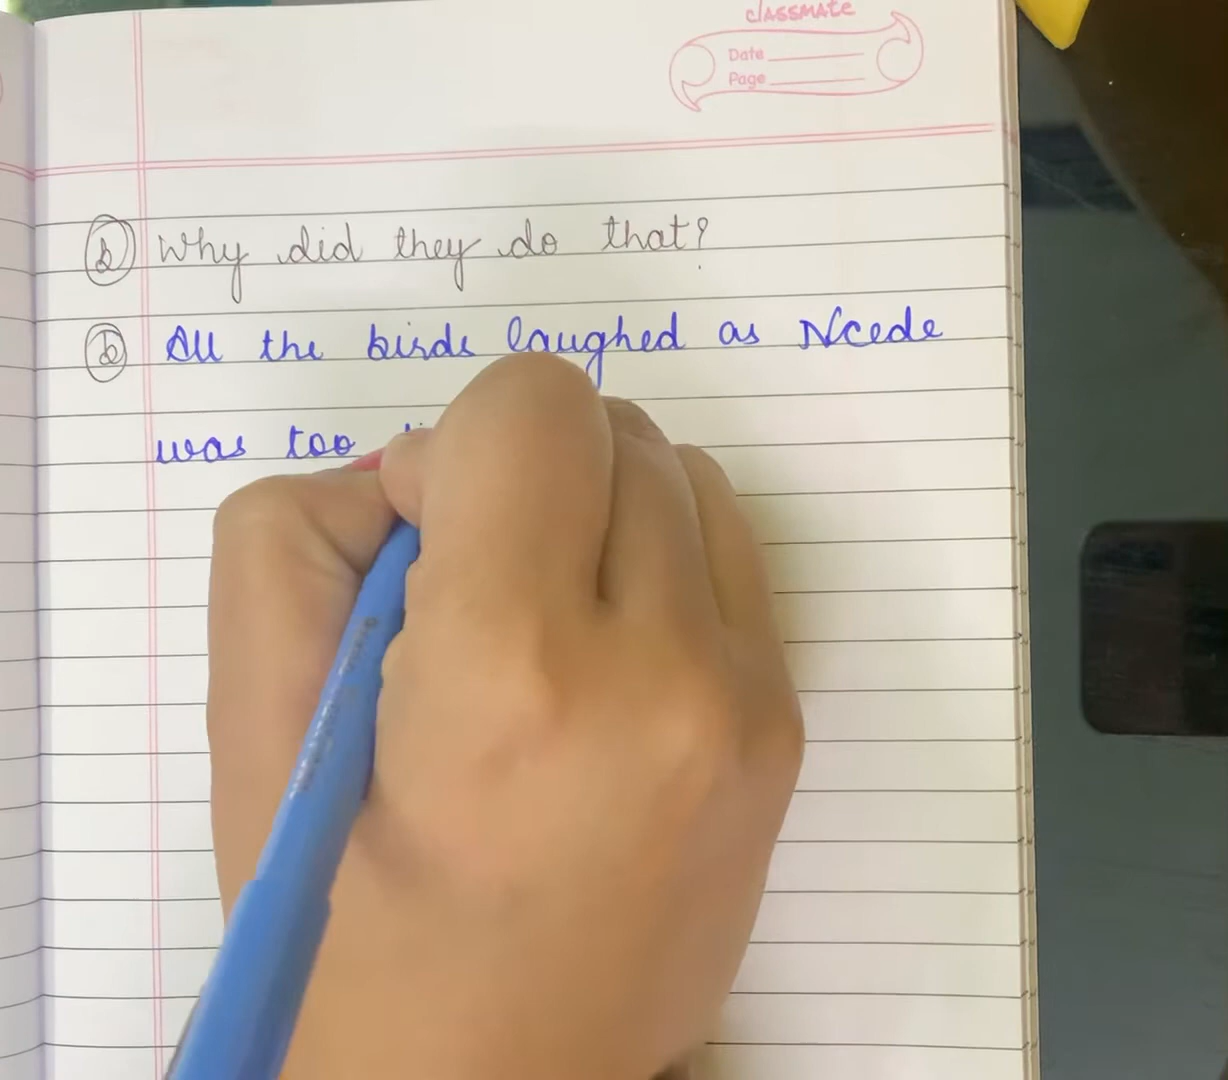 classmate
Date
Page
b Why did they do that?
b All the birds laughed as Ncede
was too